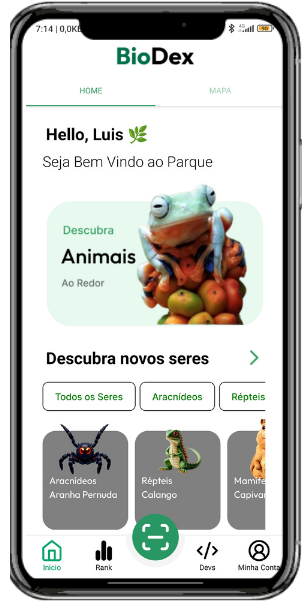 7:14 | 0,0KB
4G
BioDex
HOME
MAPA
Hello, Luis
Seja Bem Vindo ao Parque
Descubra
Animais
Ao Redor
Descubra novos seres
Todos os Seres
Aracnídeos
Répteis
Aracnídeos
Aranha Pernuda
Répteis
Calango
Mamífe
Capivar
Início
Rank
Devs
Minha Conta